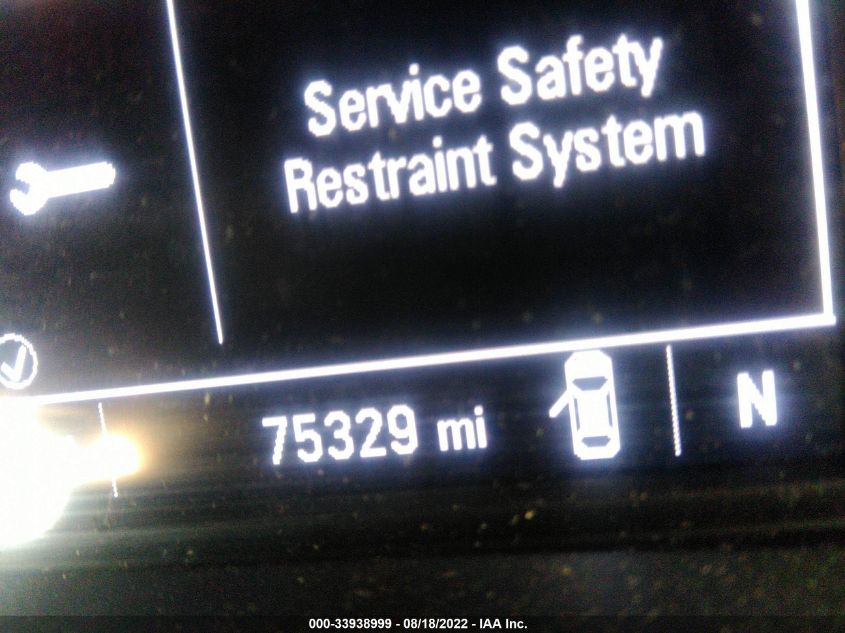 Service Safety
Restraint System
75329 mi
N
000-33938999 - 08/18/2022 - IAA Inc.